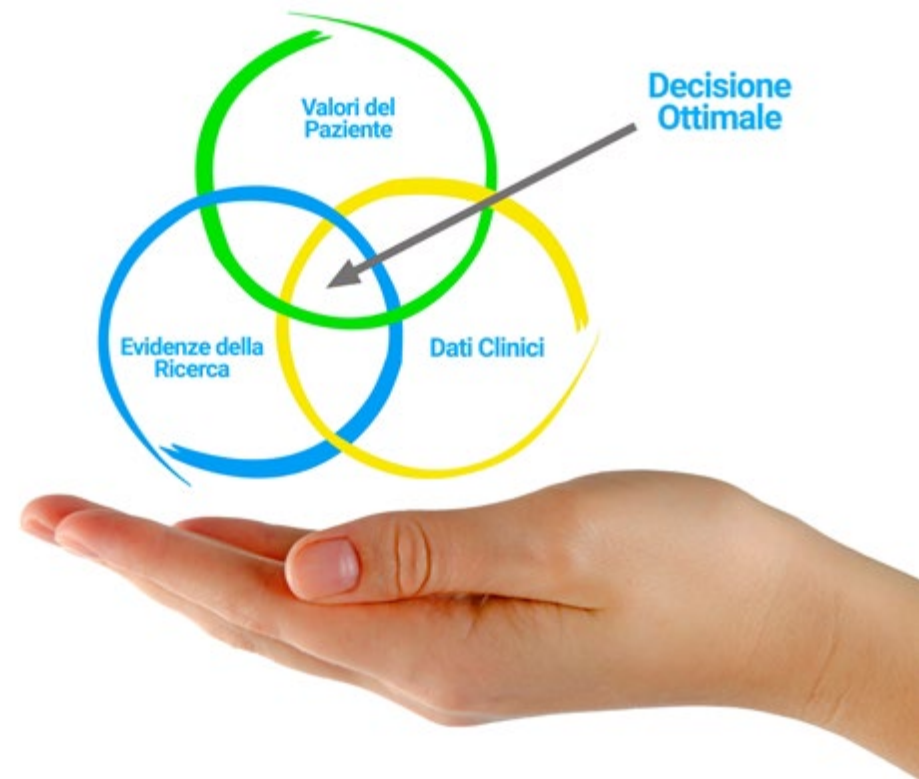 Valori del
Paziente
Decisione
Ottimale
Evidenze della
Ricerca
Dati Clinici